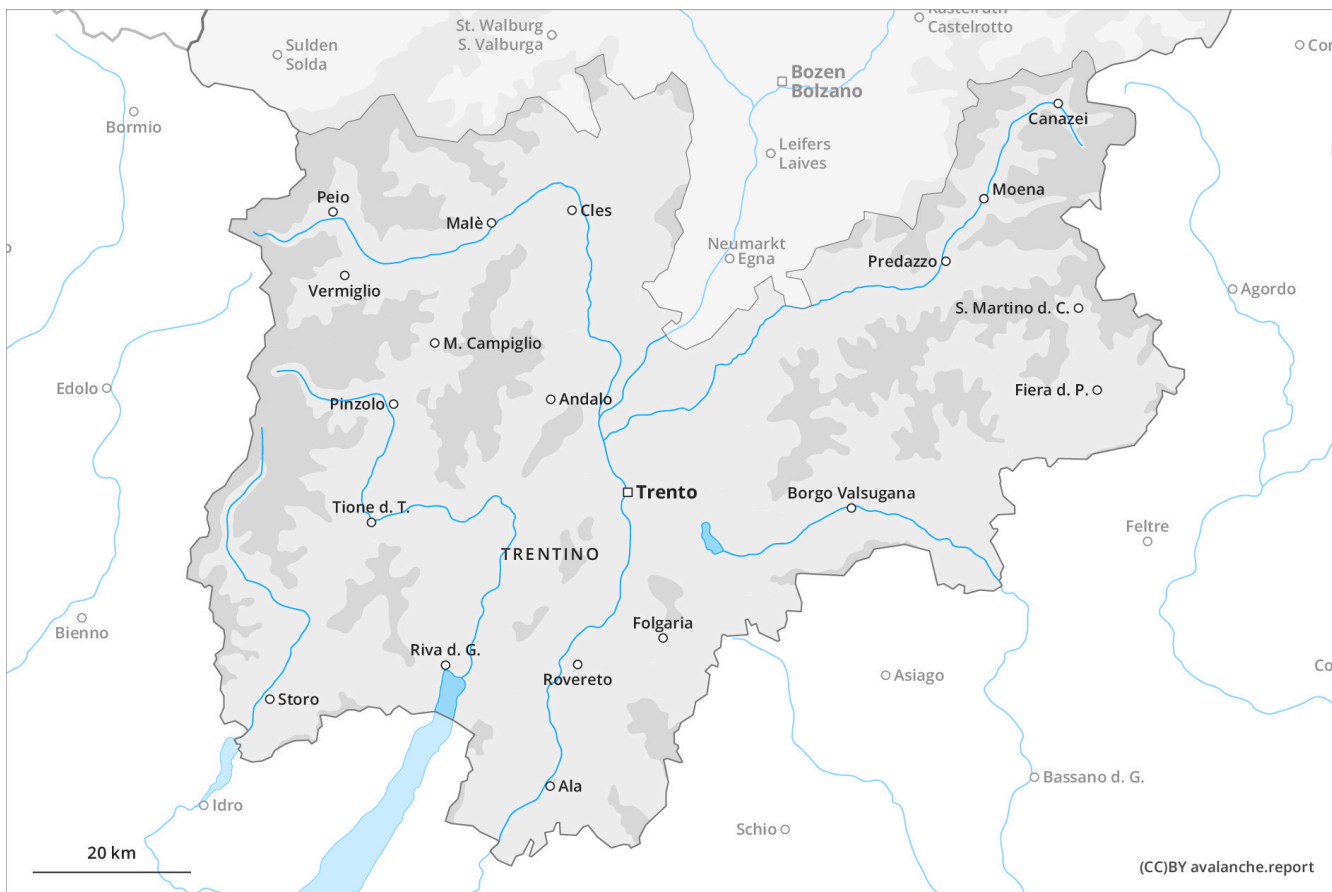 Kastelruth
Castelrotto
St. Walburg
S. Valburga
Sulden
Solda
Bozen
Bolzano
Bormio
Canazei
Leifers
Laives
Moena
Peio
Malè
Cles
Neumarkt
Egna
Predazzo
Vermiglio
Agordo
S. Martino d. C.
M. Campiglio
Edolo
Fiera d. P.
Andalo
Pinzolo
Trento
Borgo Valsugana
Tione d. T.
Feltre
TRENTINO
Bienno
Folgaria
Riva d. G.
Rovereto
Asiago
Storo
Bassano d. G.
Ala
Idro
Schio
20 km
(CC)BY avalanche.report